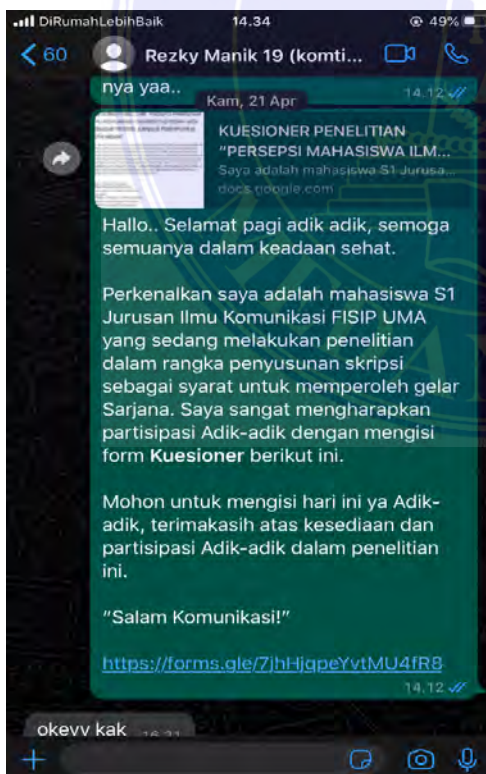 DiRumahLebihBaik 14.34 49%
60 Rezky Manik 19 (komti...
nya yaa.. 14.12
Kam, 21 Apr
KUESIONER PENELITIAN
"PERSEPSI MAHASISWA ILM...
Saya adalah mahasiswa S1 Jurusa...
docs.google.com
Hallo.. Selamat pagi adik adik, semoga
semuanya dalam keadaan sehat.
Perkenalkan saya adalah mahasiswa S1
Jurusan Ilmu Komunikasi FISIP UMA
yang sedang melakukan penelitian
dalam rangka penyusunan skripsi
sebagai syarat untuk memperoleh gelar
Sarjana. Saya sangat mengharapkan
partisipasi Adik-adik dengan mengisi
form Kuesioner berikut ini.
Mohon untuk mengisi hari ini ya Adik-
adik, terimakasih atas kesediaan dan
partisipasi Adik-adik dalam penelitian
ini.
"Salam Komunikasi!"
https://forms.gle/7jhHjqpeYvtMU4fR8
14.12
okevv kak